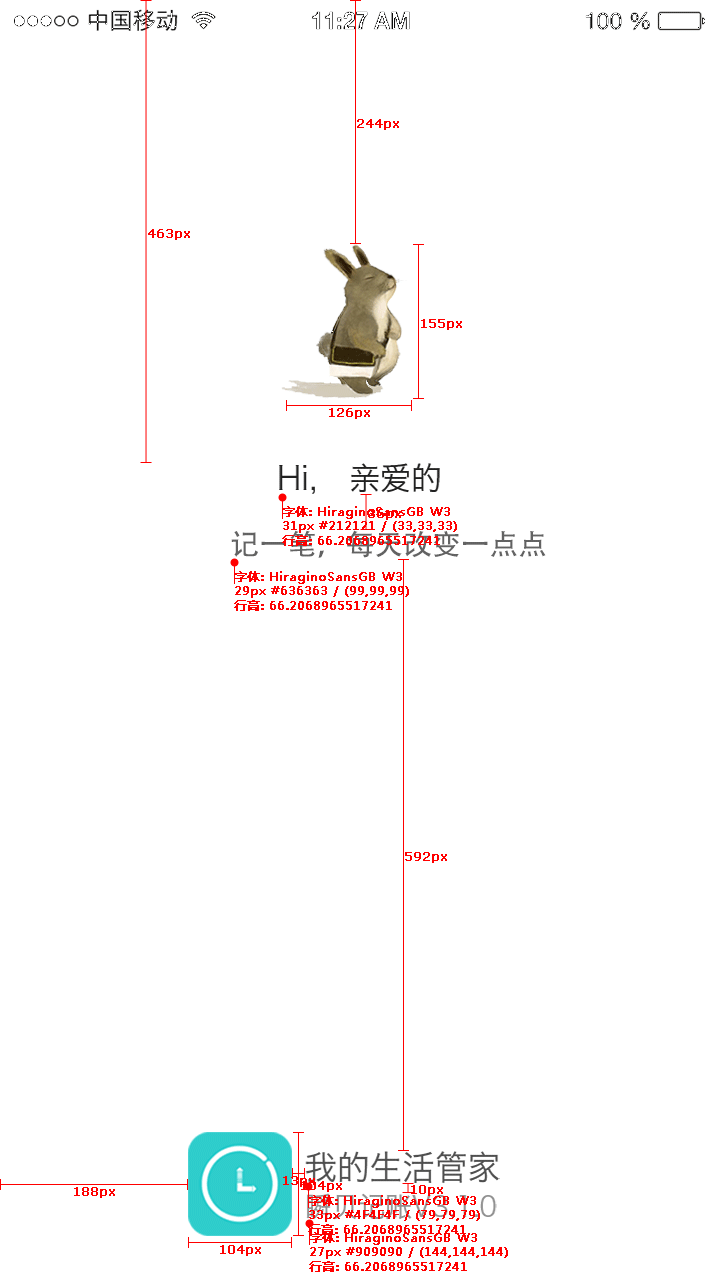 中国移动 11:27 AM 100 %
244px
463px
155px
126px
Hi, 亲爱的
字体: HiraginoSansGB W3
31px #212121 / (33,33,33)
行高: 66.2068965517241
记一笔，每天改变一点点
字体: HiraginoSansGB W3
29px #636363 / (99,99,99)
行高: 66.2068965517241
592px
我的生活管家
13px
104px
188px
10px
字体: HiraginoSansGB W3
33px #4F4F4F / (79,79,79)
行高: 66.2068965517241
字体: HiraginoSansGB W3
104px
27px #909090 / (144,144,144)
行高: 66.2068965517241